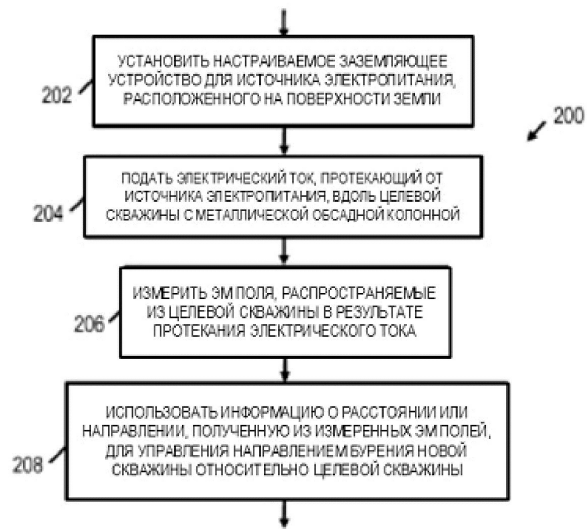 УСТАНОВИТЬ НАСТРАИВАЕМОЕ ЗАЗЕМЛЯЮЩЕЕ
УСТРОЙСТВО ДЛЯ ИСТОЧНИКА ЭЛЕКТРОПИТАНИЯ,
РАСПОЛОЖЕННОГО НА ПОВЕРХНОСТИ ЗЕМЛИ
202
200
ПОДАТЬ ЭЛЕКТРИЧЕСКИЙ ТОК, ПРОТЕКАЮЩИЙ ОТ
ИСТОЧНИКА ЭЛЕКТРОПИТАНИЯ, ВДОЛЬ ЦЕЛЕВОЙ
СКВАЖИНЫ С МЕТАЛЛИЧЕСКОЙ ОБСАДНОЙ КОЛОННОЙ
204
ИЗМЕРИТЬ ЭМ ПОЛЯ, РАСПРОСТРАНЯЕМЫЕ
ИЗ ЦЕЛЕВОЙ СКВАЖИНЫ В РЕЗУЛЬТАТЕ
ПРОТЕКАНИЯ ЭЛЕКТРИЧЕСКОГО ТОКА
206
ИСПОЛЬЗОВАТЬ ИНФОРМАЦИЮ О РАССТОЯНИИ ИЛИ
НАПРАВЛЕНИИ, ПОЛУЧЕННУЮ ИЗ ИЗМЕРЕННЫХ ЭМ ПОЛЕЙ,
ДЛЯ УПРАВЛЕНИЯ НАПРАВЛЕНИЕМ БУРЕНИЯ НОВОЙ
СКВАЖИНЫ ОТНОСИТЕЛЬНО ЦЕЛЕВОЙ СКВАЖИНЫ
208